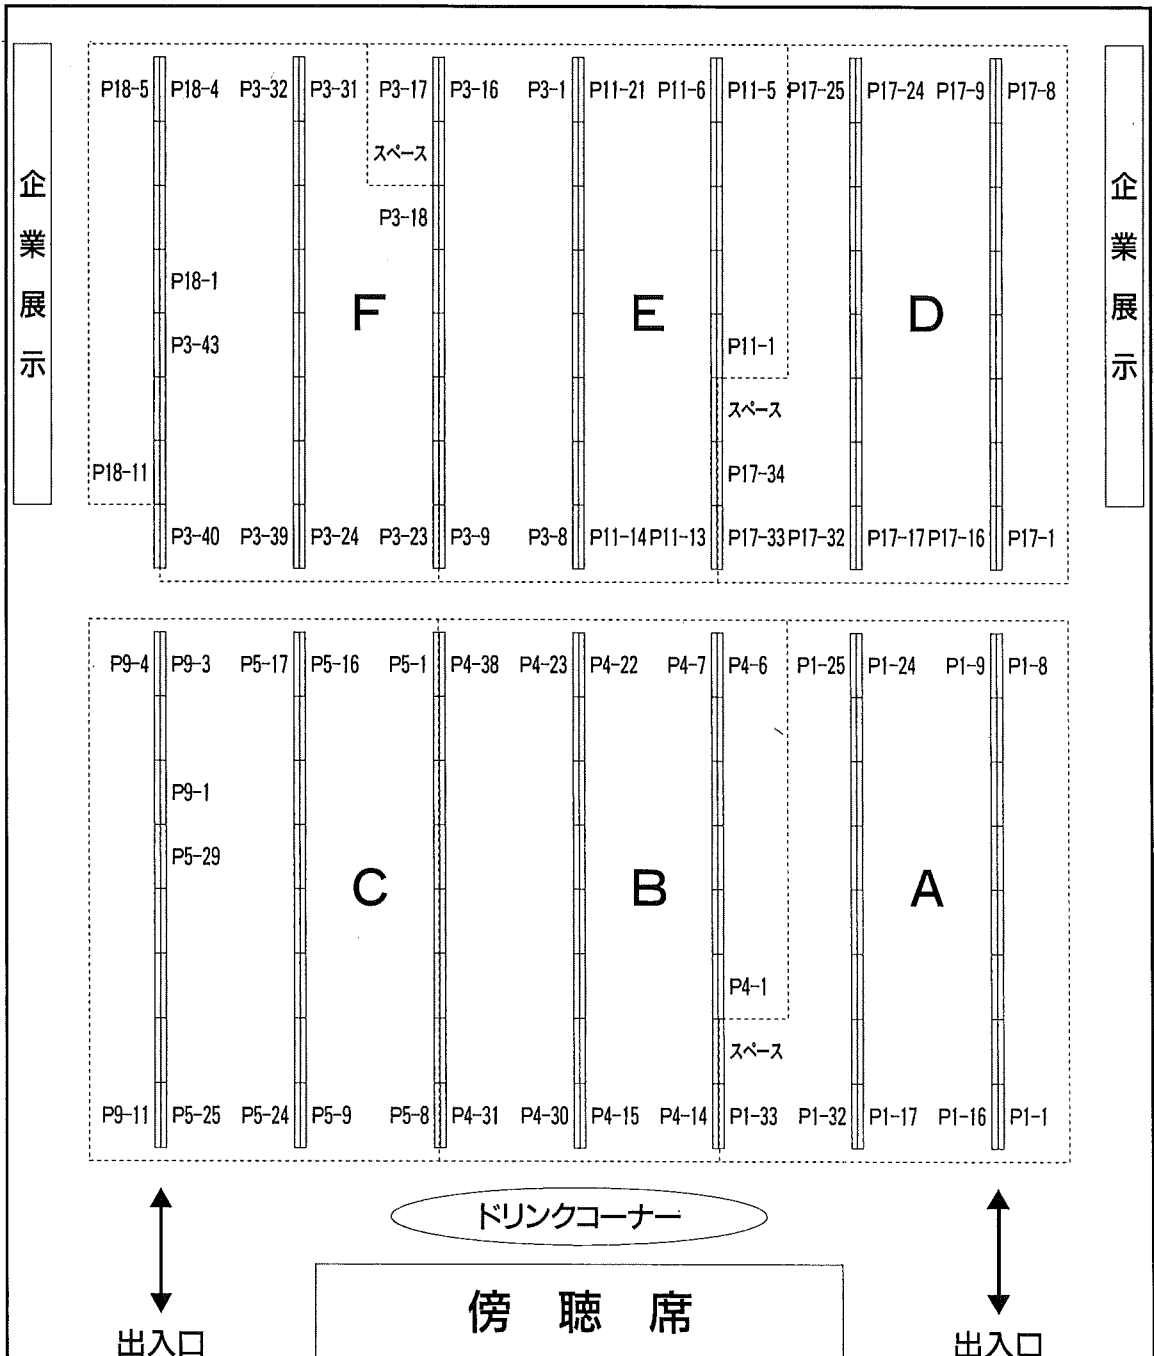 P18-5 P18-4 P3-32 P3-31 P3-17 P3-16 P3-1 P11-21 P11-6 P11-5 P17-25 P17-24 P17-9 P17-8
スペース
企業展示
企業展示
P3-18
P18-1
F
E
D
P3-43
P11-1
スペース
P18-11
P17-34
P3-40 P3-39 P3-24 P3-23 P3-9 P3-8 P11-14 P11-13 P17-33 P17-32 P17-17 P17-16 P17-1
P9-4 P9-3 P5-17 P5-16 P5-1 P4-38 P4-23 P4-22 P4-7 P4-6 P1-25 P1-24 P1-9 P1-8
P9-1
P5-29
C
B
A
P4-1
スペース
P9-11 P5-25 P5-24 P5-9 P5-8 P4-31 P4-30 P4-15 P4-14 P1-33 P1-32 P1-17 P1-16 P1-1
ドリンクコーナー
傍聴席
出入口
出入口